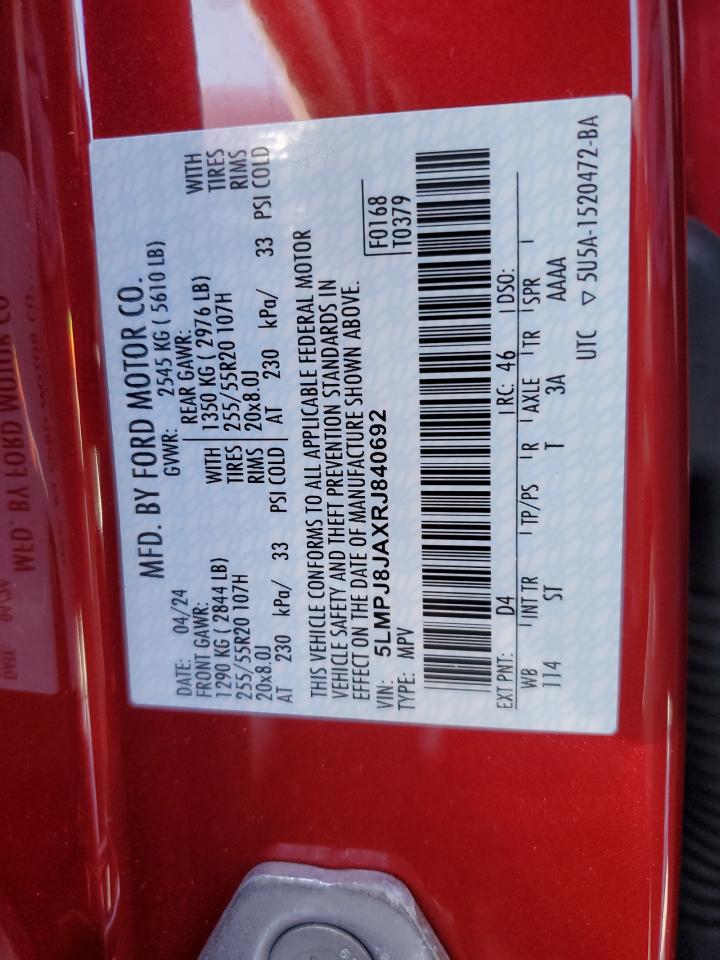 MFD. BY FORD MOTOR CO.
DATE: 04/24 GVWR: 2545 KG ( 5610 LB)
FRONT GAWR: REAR GAWR:
1290 KG ( 2844 LB) WITH 1350 KG ( 2976 LB) WITH
255/55R20 107H TIRES 255/55R20 107H TIRES
20x8.0J RIMS 20x8.0J RIMS
AT 230 kPa/ 33 PSI COLD AT 230 kPa/ 33 PSI COLD
THIS VEHICLE CONFORMS TO ALL APPLICABLE FEDERAL MOTOR
VEHICLE SAFETY AND THEFT PREVENTION STANDARDS IN
EFFECT ON THE DATE OF MANUFACTURE SHOWN ABOVE.
VIN: 5LMPJ8JAXRJ840692 F0168
TYPE: MPV T0379
EXT PNT: D4 RC: 46 DSO:
WB INT TR TP/PS R AXLE TR SPR
114 ST T 3A AAAA
UTC ▽ 5U5A-1520472-BA